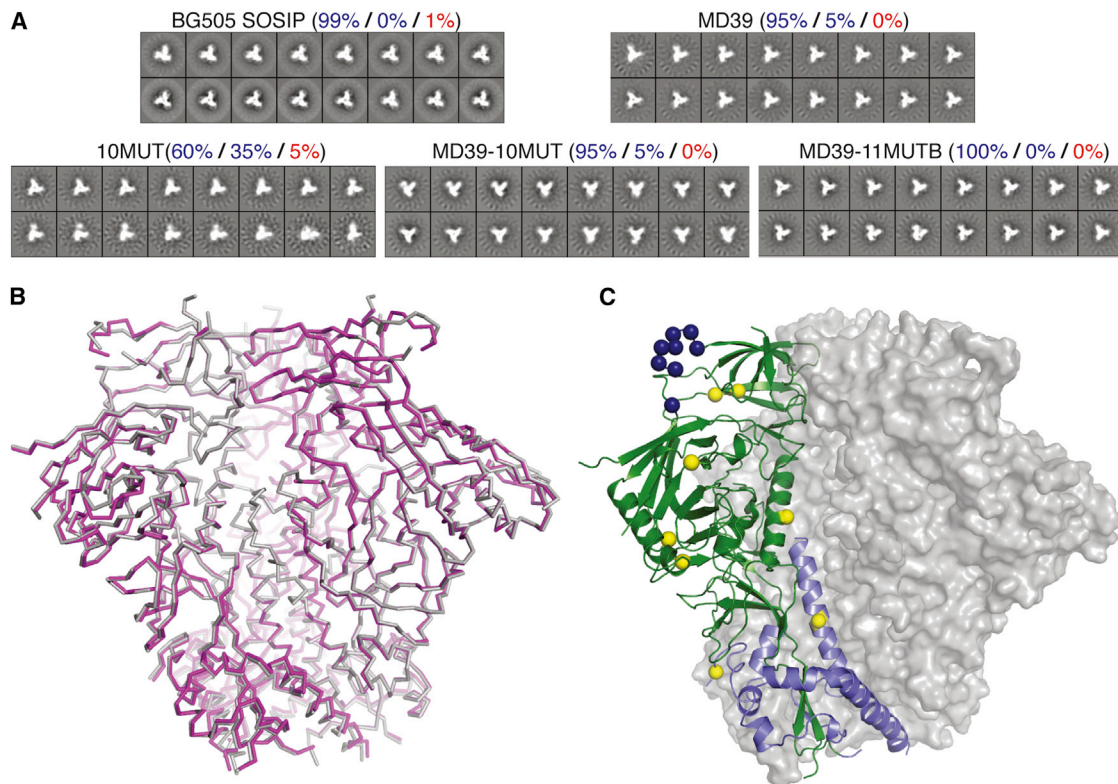 A
BG505 SOSIP (99% / 0% / 1%)
MD39 (95% / 5% / 0%)
10MUT(60% / 35% / 5%)
MD39-10MUT (95% / 5% / 0%)
MD39-11MUTB (100% / 0% / 0%)
B
C